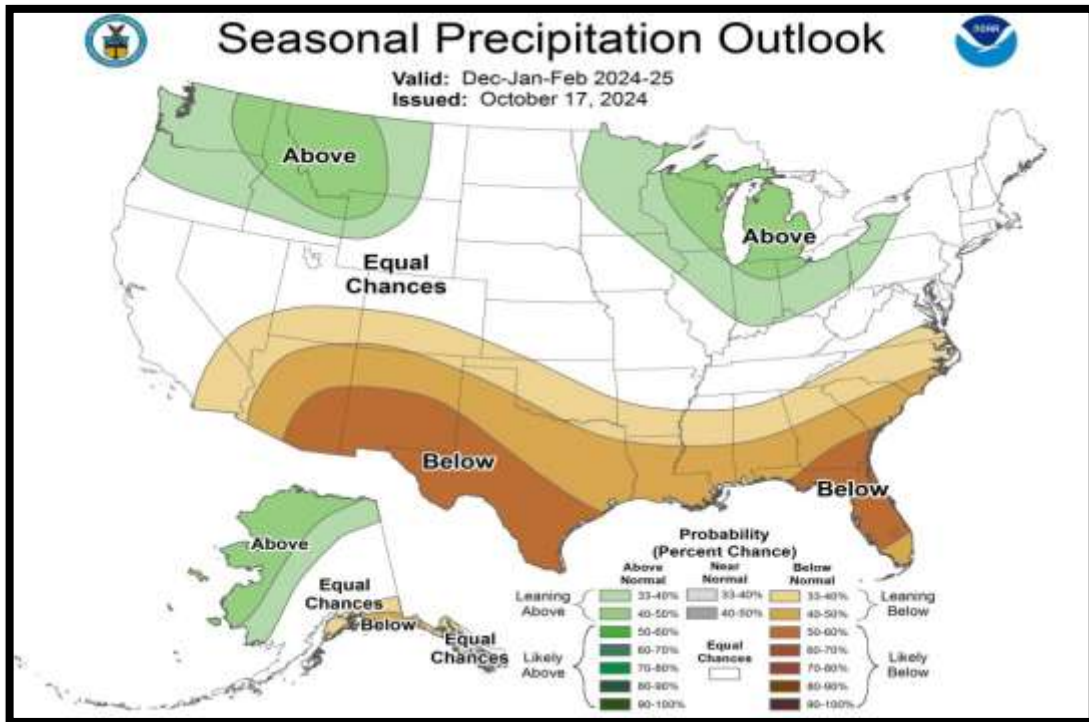 Seasonal Precipitation Outlook
NOAA
Valid: Dec-Jan-Feb 2024-25
Issued: October 17, 2024
Above
Above
Equal
Chances
Below
Below
Above
Equal
Chances
Below
Equal
Chances
Probability
(Percent Chance)
Above
Normal
Near
Normal
Below
Normal
Leaning
Above
33-40%
33-40%
33-40%
Leaning
Below
40-50%
40-50%
40-50%
Likely
Above
50-60%
60-70%
70-80%
80-90%
90-100%
Equal
Chances
50-60%
60-70%
70-80%
80-90%
90-100%
Likely
Below